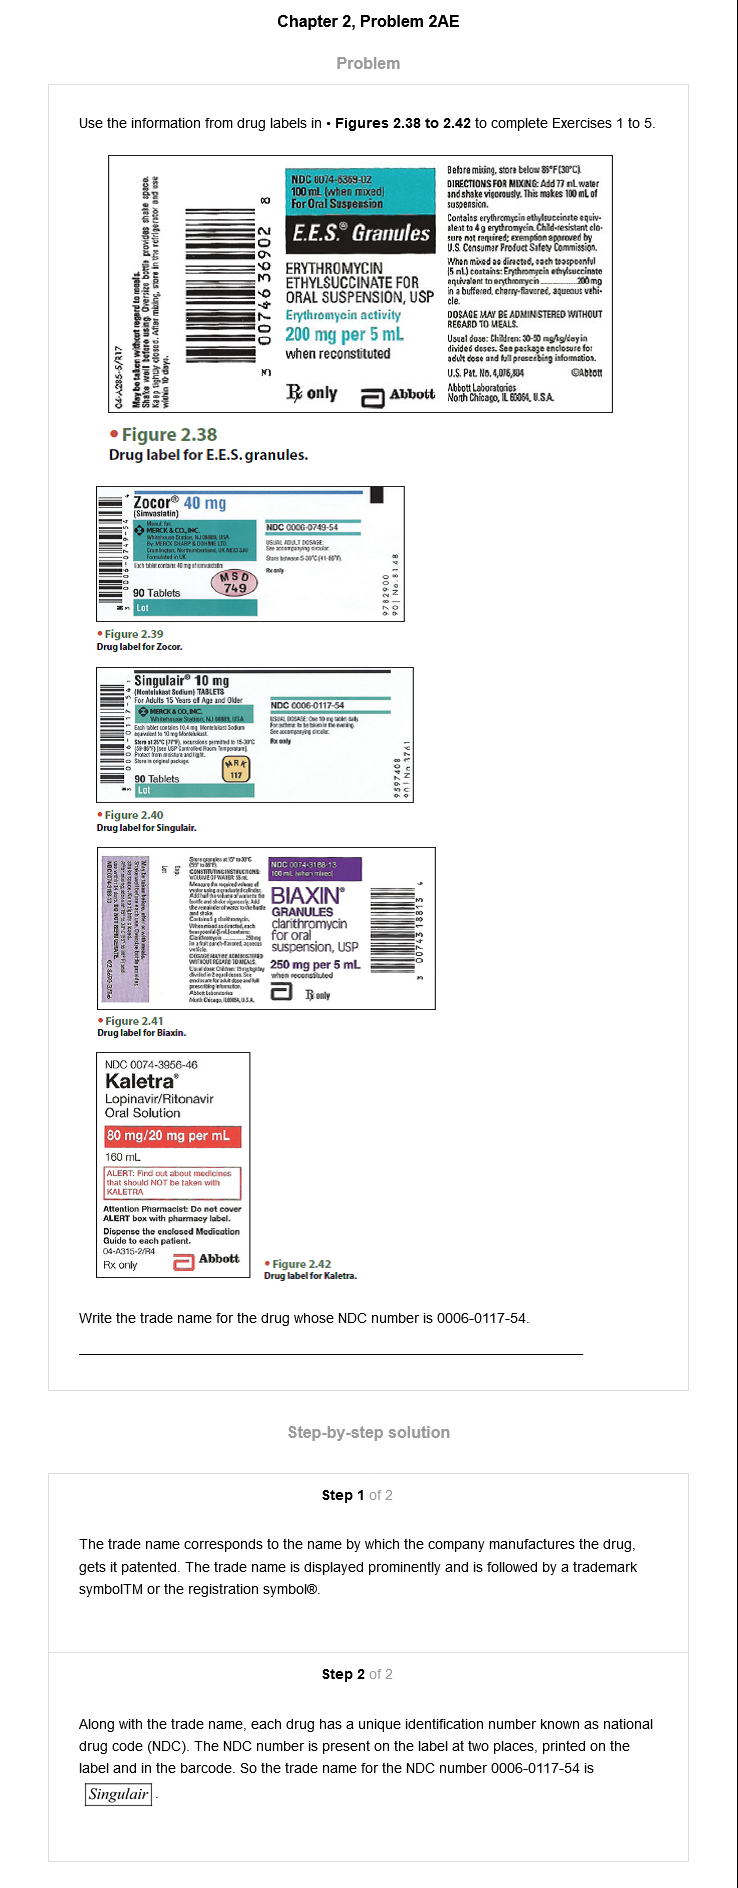 Chapter 2, Problem 2AE
Problem
Use the information from drug labels in • Figures 2.38 to 2.42 to complete Exercises 1 to 5.
04-A285-5/R17
May be taken without regard to meals.
Shake well before using. Oversize bottle provides shake space.
Keep tightly closed. After mixing, store in the refrigerator and use
within 10 days.
3 00746 36902 8
NDC 0074-6369-02
100 mL (when mixed)
For Oral Suspension
E.E.S.® Granules
ERYTHROMYCIN
ETHYLSUCCINATE FOR
ORAL SUSPENSION, USP
Erythromycin activity
200 mg per 5 mL
when reconstituted
Rx only
Abbott
Before mixing, store below 86°F(30°C).
DIRECTIONS FOR MIXING: Add 77 mL water
and shake vigorously. This makes 100 mL of
suspension.
Contains erythromycin ethylsuccinate equiv-
alent to 4 g erythromycin. Child-resistant clo-
sure not required; exemption approved by
U.S. Consumer Product Safety Commission.
When mixed as directed, each teaspoonful
(5 mL) contains: Erythromycin ethylsuccinate
equivalent to erythromycin 200 mg
in a buffered, cherry-flavored, aqueous vehi-
cle.
DOSAGE MAY BE ADMINISTERED WITHOUT
REGARD TO MEALS.
Usual dose: Children: 30-50 mg/kg/day in
divided doses. See package enclosure for
adult dose and full prescribing information.
U.S. Pat. No. ©Abbott
Abbott Laboratories
North Chicago, IL 60064, U.S.A.
• Figure 2.38
Drug label for E.E.S. granules.
Zocor® 40 mg
(Simvastatin)
MERCK & CO., INC.
Whitehouse Station, NJ 08889, USA
By: MERCK SHARP & DOHME LTD.
Cramlington, Northumberland, UK NE23 3JU
Formulated in UK
Each tablet contains 40 mg of simvastatin.
MSD
749
90 Tablets
Lot
NDC 0006-0749-54
USUAL ADULT DOSAGE:
See accompanying circular.
Store between 5-30°C (41-86°F).
Rx only
9782900
90 | No. 8148
• Figure 2.39
Drug label for Zocor.
Singulair® 10 mg
(Montelukast Sodium) TABLETS
For Adults 15 Years of Age and Older
MERCK & CO., INC.
Whitehouse Station, NJ 08889, USA
Each tablet contains 10.4 mg Montelukast Sodium
equivalent to 10 mg Montelukast.
Store at 25°C (77°F), excursions permitted to 15-30°C
(59-86°F) [see USP Controlled Room Temperature].
Protect from moisture and light.
Store in original package.
MRK
117
90 Tablets
Lot
NDC 0006-0117-54
USUAL DOSAGE: One 10-mg tablet daily.
For asthma: to be taken in the evening.
See accompanying circular.
Rx only
9597408
90 | No. 3761
• Figure 2.40
Drug label for Singulair.
Exp.
Lot
Store granules at 15° to 30°C
(59° to 86°F).
CONSTITUTING INSTRUCTIONS:
VOLUME OF WATER: 55 mL
Measure the required volume of
water using a graduated cylinder.
Add half the volume of water to the
bottle and shake vigorously. Add
the remainder of water to the bottle
and shake.
Contains 5 g clarithromycin.
When mixed as directed, each
teaspoonful (5 mL) contains:
Clarithromycin 250 mg
in a fruit punch-flavored, aqueous
vehicle.
DOSAGE MAY BE ADMINISTERED
WITHOUT REGARD TO MEALS.
Usual dose: Children: 15 mg/kg/day
divided in 2 equal doses. See
enclosure for adult dose and full
prescribing information.
Abbott Laboratories
North Chicago, IL 60064, U.S.A.
NDC 0074-3188-13
100 mL (when mixed)
BIAXIN®
GRANULES
clarithromycin
for oral
suspension, USP
250 mg per 5 mL
when reconstituted
Rx only
3 00743 18813 4
• Figure 2.41
Drug label for Biaxin.
NDC 0074-3956-46
Kaletra®
Lopinavir/Ritonavir
Oral Solution
80 mg/20 mg per mL
160 mL
ALERT: Find out about medicines
that should NOT be taken with
KALETRA
Attention Pharmacist: Do not cover
ALERT box with pharmacy label.
Dispense the enclosed Medication
Guide to each patient.
04-A315-2/R4
Rx only
Abbott
• Figure 2.42
Drug label for Kaletra.
Write the trade name for the drug whose NDC number is 0006-0117-54.
Step-by-step solution
Step 1 of 2
The trade name corresponds to the name by which the company manufactures the drug,
gets it patented. The trade name is displayed prominently and is followed by a trademark
symbolTM or the registration symbol®.
Step 2 of 2
Along with the trade name, each drug has a unique identification number known as national
drug code (NDC). The NDC number is present on the label at two places, printed on the
label and in the barcode. So the trade name for the NDC number 0006-0117-54 is
Singulair.